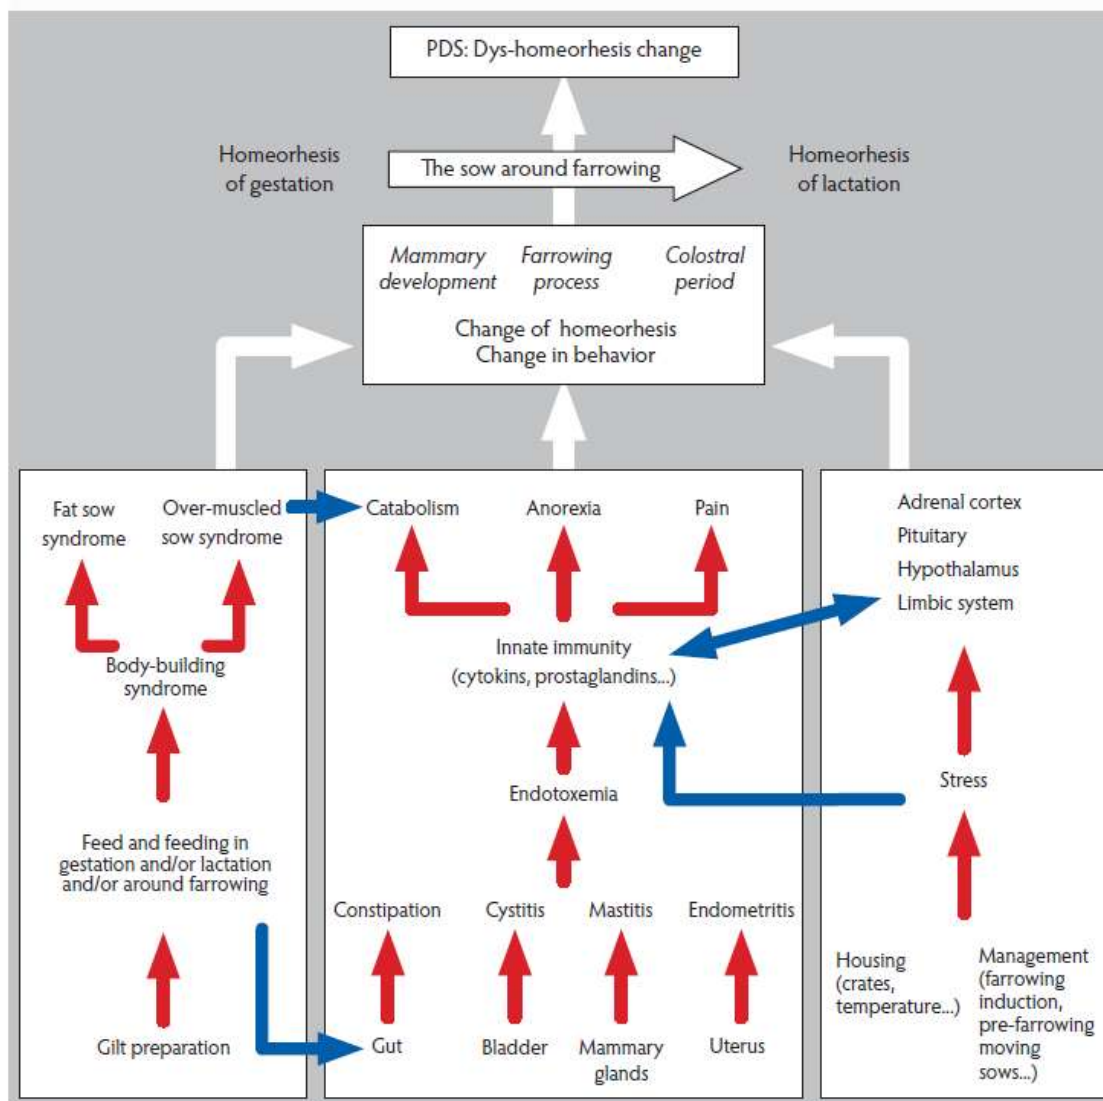 PDS: Dys-homeorhesis change
Homeorhesis
of gestation
The sow around farrowing
Homeorhesis
of lactation
Mammary
development
Farrowing
process
Colostral
period
Change of homeorhesis
Change in behavior
Fat sow
syndrome
Over-muscled
sow syndrome
Body-building
syndrome
Feed and feeding in
gestation and/or lactation
and/or around farrowing
Gilt preparation
Catabolism
Anorexia
Pain
Innate immunity
(cytokins, prostaglandins...)
Endotoxemia
Constipation
Cystitis
Mastitis
Endometritis
Gut
Bladder
Mammary
glands
Uterus
Adrenal cortex
Pituitary
Hypothalamus
Limbic system
Stress
Housing
(crates,
temperature...)
Management
(farrowing
induction,
pre-farrowing
moving
sows...)